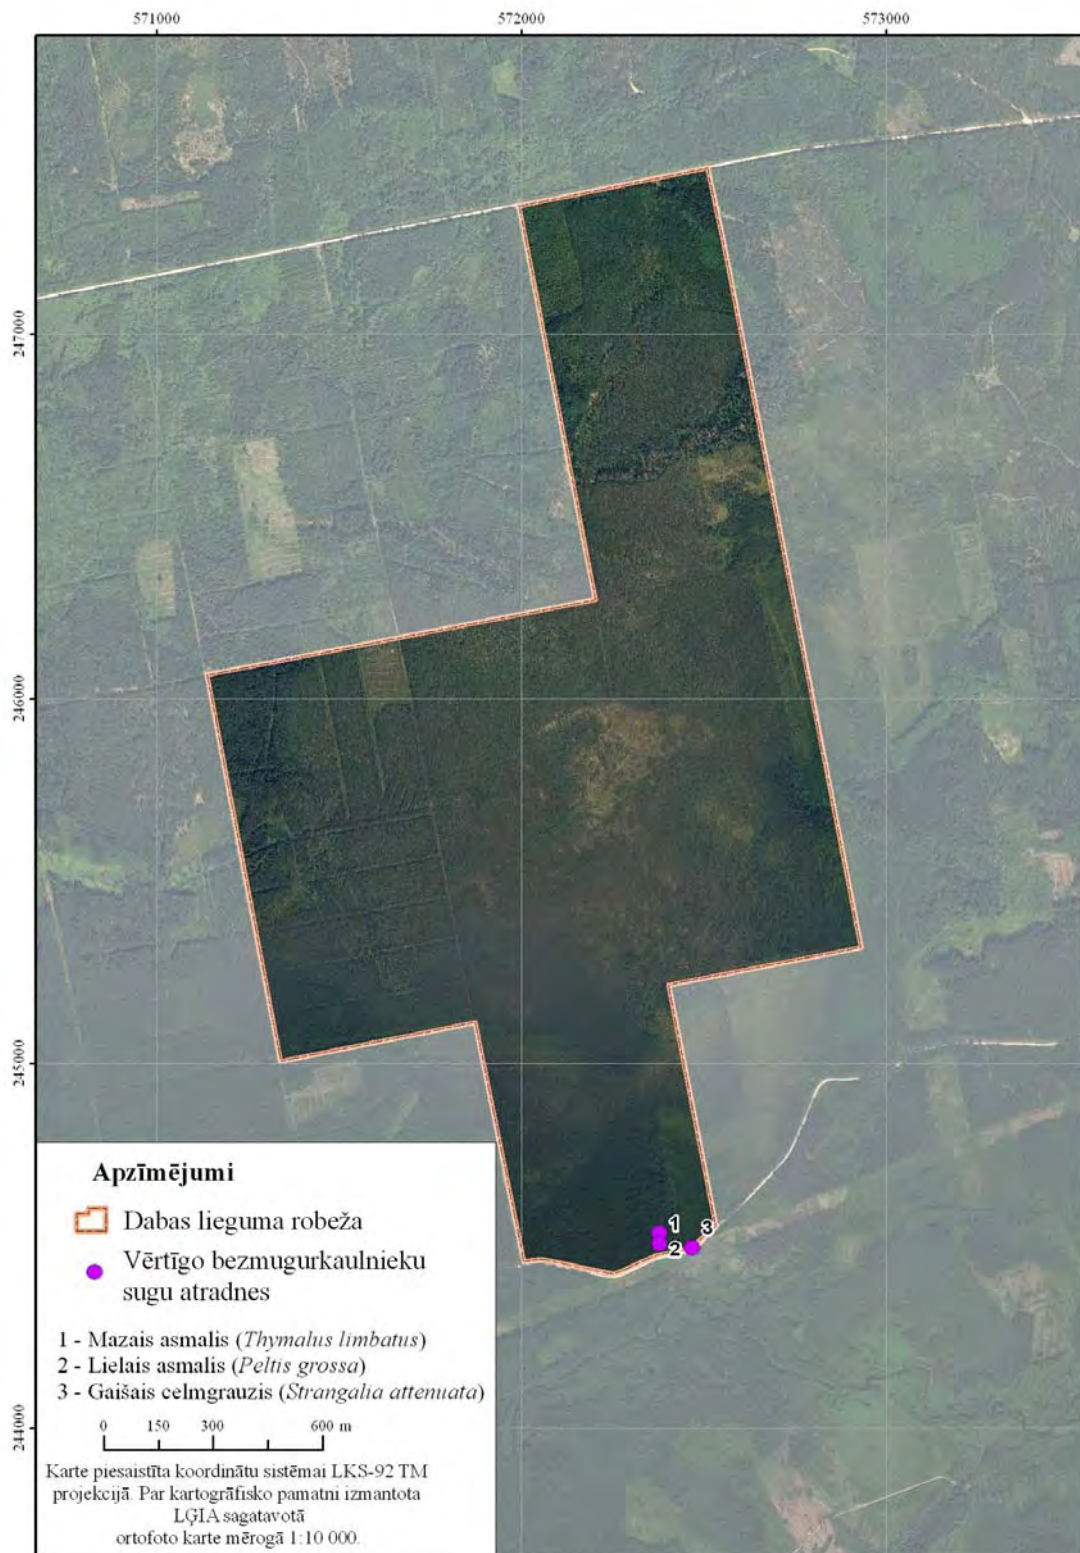 571000
572000
573000
247000
246000
245000
244000
1
2
3
Apzīmējumi
Dabas lieguma robeža
Vērtīgo bezmugurkaulnieku
sugu atradnes
1 - Mazais asmalis (Thymalus limbatus)
2 - Lielais asmalis (Peltis grossa)
3 - Gaišais celmgrauzis (Strangalia attenuata)
0 150 300 600 m
Karte piesaistīta koordinātu sistēmai LKS-92 TM
projekcijā. Par kartogrāfisko pamatni izmantota
LĢIA sagatavotā
ortofoto karte mērogā 1:10 000.